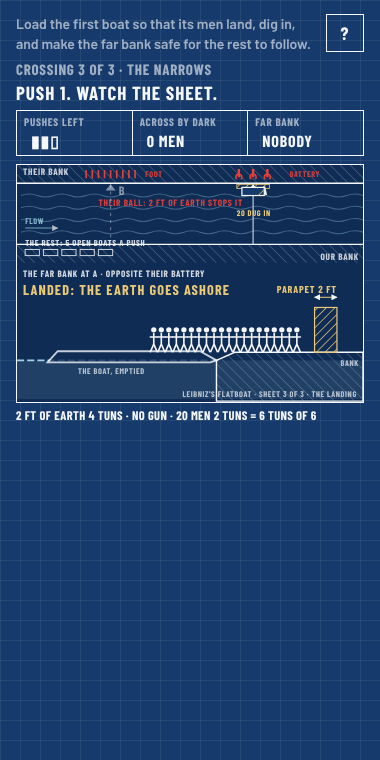 Load the first boat so that its men land, dig in,
and make the far bank safe for the rest to follow.
?
CROSSING 3 OF 3 · THE NARROWS
PUSH 1. WATCH THE SHEET.
PUSHES LEFT
ACROSS BY DARK
0 MEN
FAR BANK
NOBODY
THEIR BANK
FOOT
BATTERY
B
THEIR BALL: 2 FT OF EARTH STOPS IT
20 DUG IN
FLOW
THE REST: 5 OPEN BOATS A PUSH
OUR BANK
THE FAR BANK AT A · OPPOSITE THEIR BATTERY
LANDED: THE EARTH GOES ASHORE
PARAPET 2 FT
THE BOAT, EMPTIED
BANK
LEIBNIZ'S FLATBOAT · SHEET 3 OF 3 · THE LANDING
2 FT OF EARTH 4 TUNS · NO GUN · 20 MEN 2 TUNS = 6 TUNS OF 6